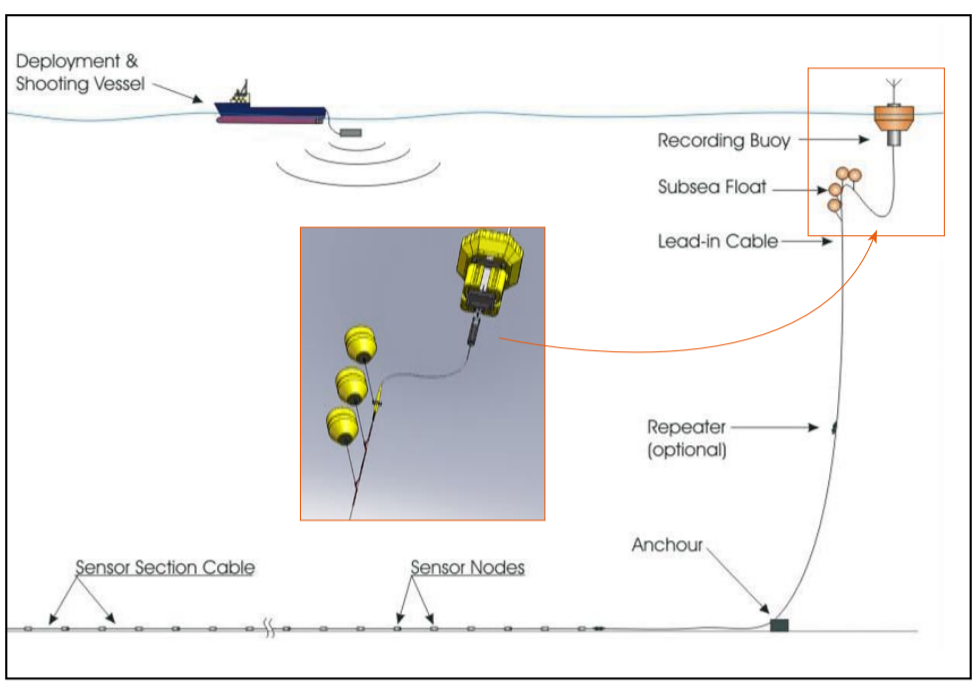 Deployment &
Shooting Vessel
Recording Buoy
Subsea Float
Lead-in Cable
Repeater
(optional)
Anchour
Sensor Section Cable
Sensor Nodes